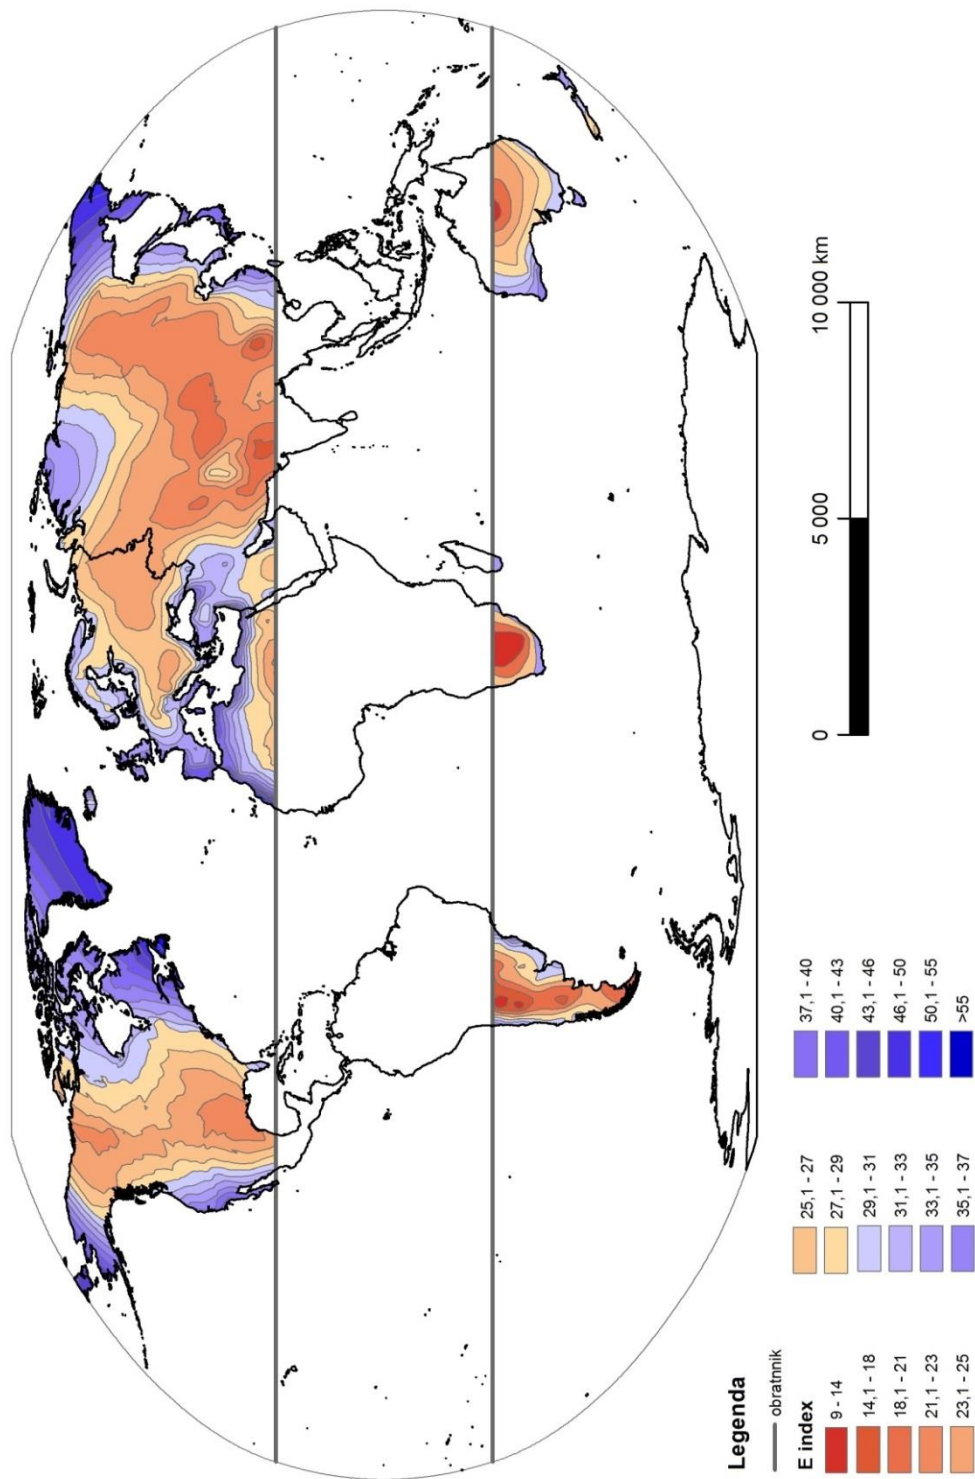 0
5 000
10 000 km
Legenda
obratnnik
E index
9 - 14
14,1 - 18
18,1 - 21
21,1 - 23
23,1 - 25
25,1 - 27
27,1 - 29
29,1 - 31
31,1 - 33
33,1 - 35
35,1 - 37
37,1 - 40
40,1 - 43
43,1 - 46
46,1 - 50
50,1 - 55
>55